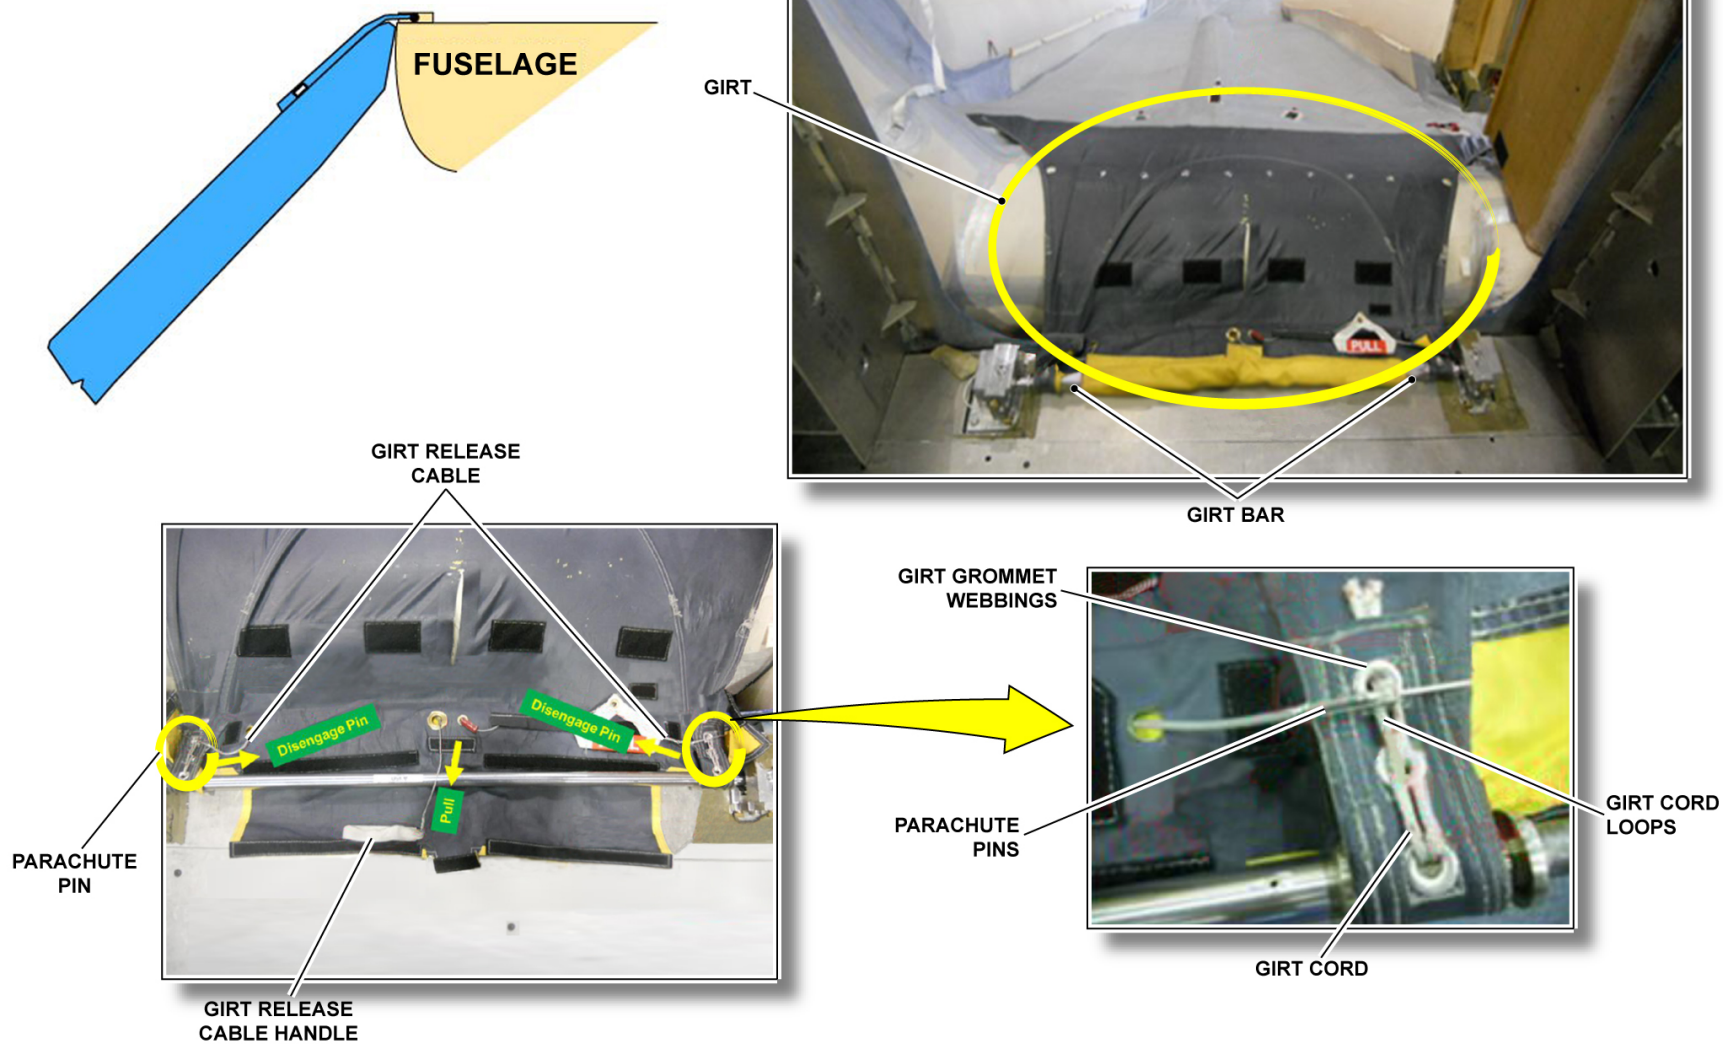 FUSELAGE
GIRT
PULL
GIRT BAR
GIRT RELEASE
CABLE
Disengage Pin
Disengage Pin
Pull
PARACHUTE
PIN
GIRT RELEASE
CABLE HANDLE
GIRT GROMMET
WEBBINGS
PARACHUTE
PINS
GIRT CORD
LOOPS
GIRT CORD